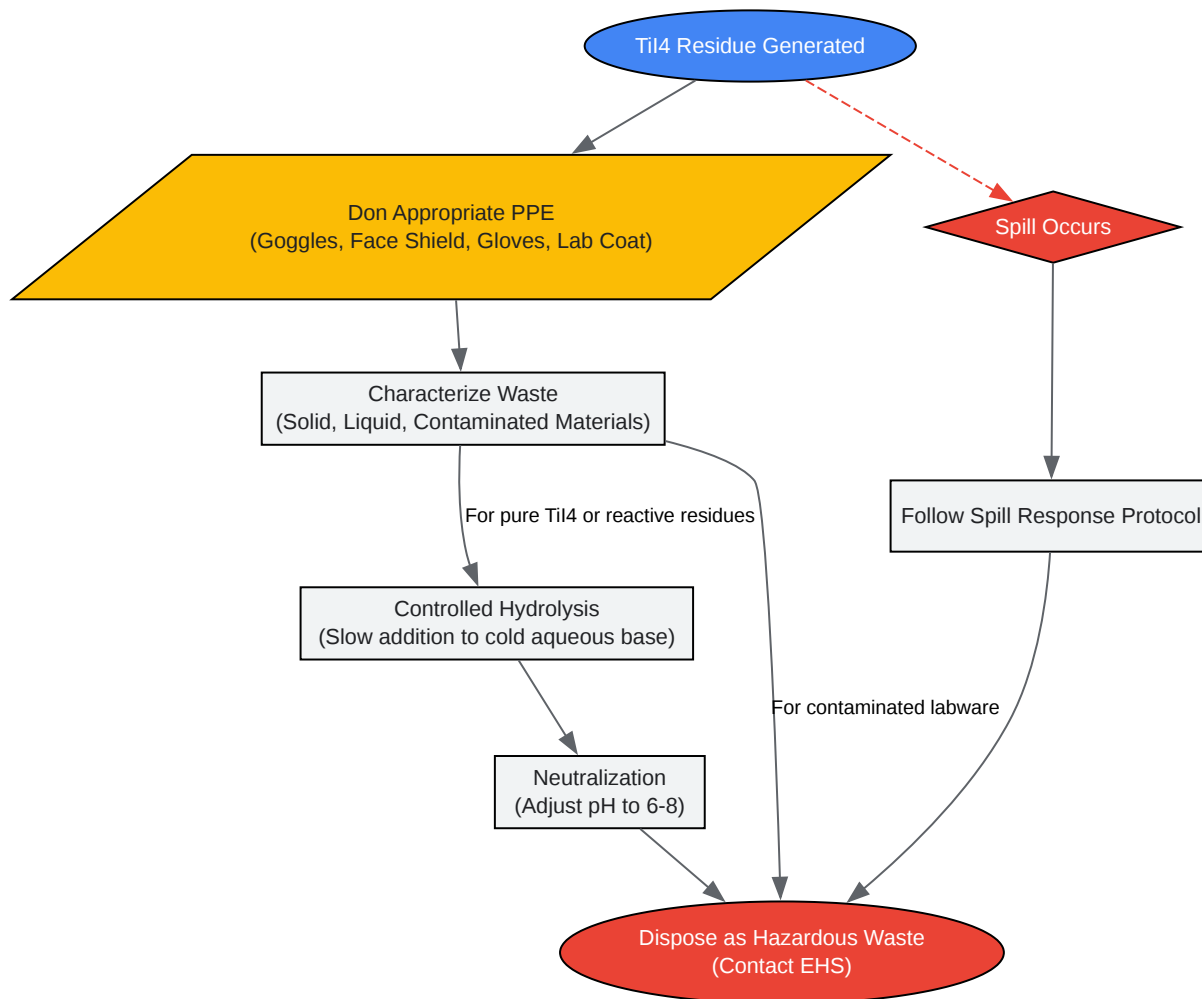 TiI4 Residue Generated
Don Appropriate PPE
(Goggles, Face Shield, Gloves, Lab Coat)
Spill Occurs
Characterize Waste
(Solid, Liquid, Contaminated Materials)
For pure TiI4 or reactive residues
Follow Spill Response Protocol
Controlled Hydrolysis
(Slow addition to cold aqueous base)
For contaminated labware
Neutralization
(Adjust pH to 6-8)
Dispose as Hazardous Waste
(Contact EHS)